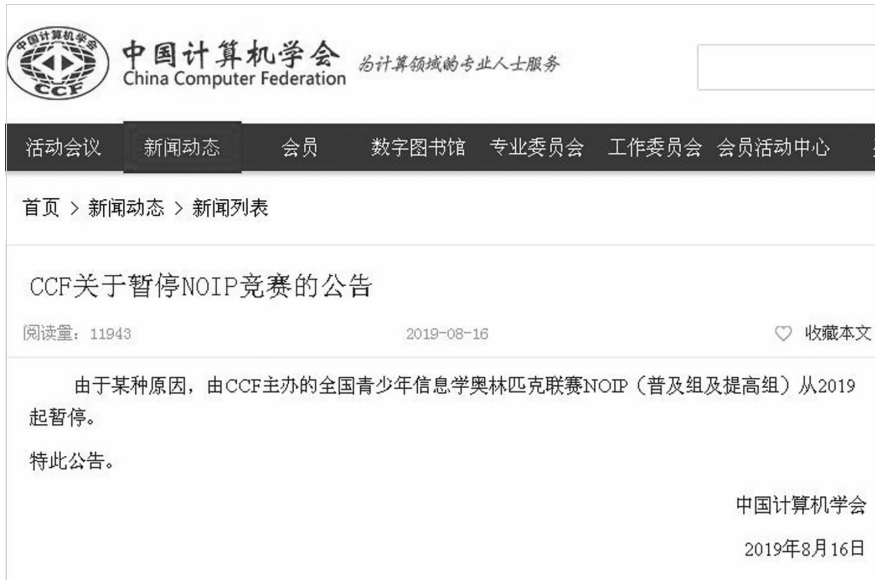 中国计算机学会
CCF
中国计算机学会 为计算领域的专业人士服务
China Computer Federation
活动会议 新闻动态 会员 数字图书馆 专业委员会 工作委员会 会员活动中心
首页 > 新闻动态 > 新闻列表
CCF关于暂停NOIP竞赛的公告
阅读量：11943 2019-08-16 ♡ 收藏本文
由于某种原因，由CCF主办的全国青少年信息学奥林匹克联赛NOIP（普及组及提高组）从2019
起暂停。
特此公告。
中国计算机学会
2019年8月16日